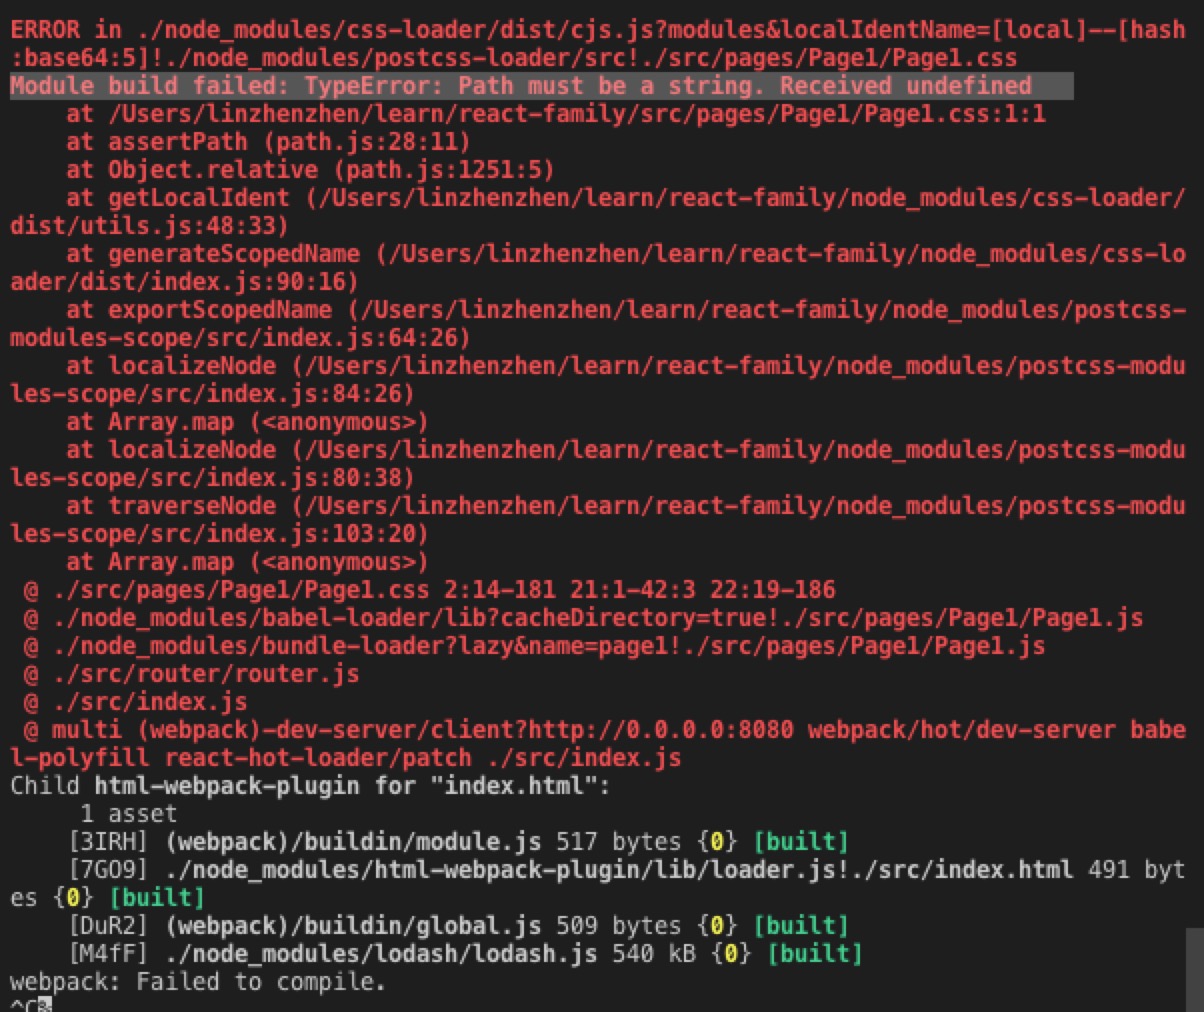 ERROR in ./node_modules/css-loader/dist/cjs.js?modules&localIdentName=[local]--[hash
:base64:5]!./node_modules/postcss-loader/src!./src/pages/Page1/Page1.css
Module build failed: TypeError: Path must be a string. Received undefined
    at /Users/linzhenzhen/learn/react-family/src/pages/Page1/Page1.css:1:1
    at assertPath (path.js:28:11)
    at Object.relative (path.js:1251:5)
    at getLocalIdent (/Users/linzhenzhen/learn/react-family/node_modules/css-loader/
dist/utils.js:48:33)
    at generateScopedName (/Users/linzhenzhen/learn/react-family/node_modules/css-lo
ader/dist/index.js:90:16)
    at exportScopedName (/Users/linzhenzhen/learn/react-family/node_modules/postcss-
modules-scope/src/index.js:64:26)
    at localizeNode (/Users/linzhenzhen/learn/react-family/node_modules/postcss-modu
les-scope/src/index.js:84:26)
    at Array.map (<anonymous>)
    at localizeNode (/Users/linzhenzhen/learn/react-family/node_modules/postcss-modu
les-scope/src/index.js:80:38)
    at traverseNode (/Users/linzhenzhen/learn/react-family/node_modules/postcss-modu
les-scope/src/index.js:103:20)
    at Array.map (<anonymous>)
 @ ./src/pages/Page1/Page1.css 2:14-181 21:1-42:3 22:19-186
 @ ./node_modules/babel-loader/lib?cacheDirectory=true!./src/pages/Page1/Page1.js
 @ ./node_modules/bundle-loader?lazy&name=page1!./src/pages/Page1/Page1.js
 @ ./src/router/router.js
 @ ./src/index.js
 @ multi (webpack)-dev-server/client?http://0.0.0.0:8080 webpack/hot/dev-server babe
l-polyfill react-hot-loader/patch ./src/index.js
Child html-webpack-plugin for "index.html":
     1 asset
    [3IRH] (webpack)/buildin/module.js 517 bytes {0} [built]
    [7GO9] ./node_modules/html-webpack-plugin/lib/loader.js!./src/index.html 491 byt
es {0} [built]
    [DuR2] (webpack)/buildin/global.js 509 bytes {0} [built]
    [M4fF] ./node_modules/lodash/lodash.js 540 kB {0} [built]
webpack: Failed to compile.
^C%